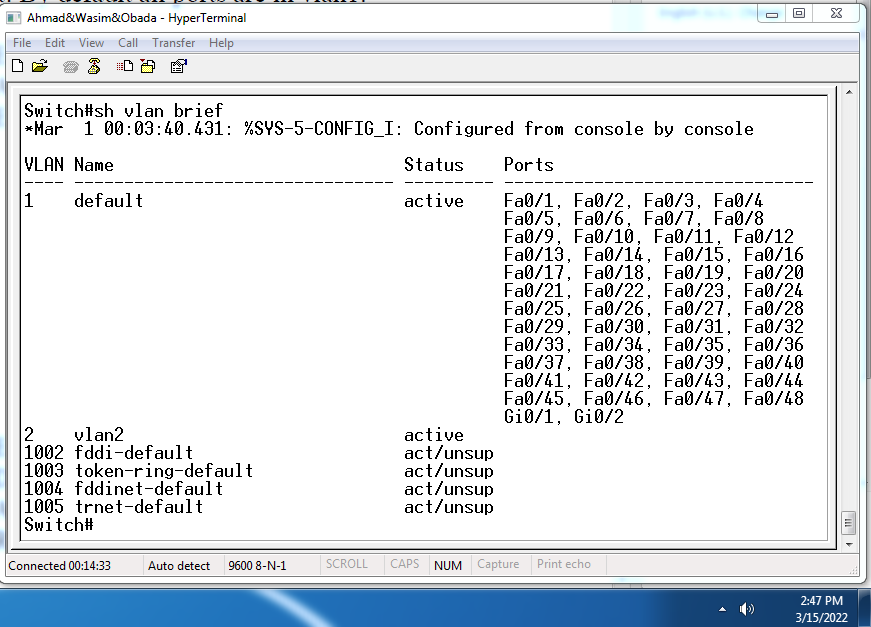 . By default all ports are in vlan1.
Ahmad&Wasim&Obada - HyperTerminal
File Edit View Call Transfer Help
Switch#sh vlan brief
*Mar  1 00:03:40.431: %SYS-5-CONFIG_I: Configured from console by console
VLAN Name                             Status    Ports
---- -------------------------------- --------- -------------------------------
1    default                          active    Fa0/1, Fa0/2, Fa0/3, Fa0/4
Fa0/5, Fa0/6, Fa0/7, Fa0/8
Fa0/9, Fa0/10, Fa0/11, Fa0/12
Fa0/13, Fa0/14, Fa0/15, Fa0/16
Fa0/17, Fa0/18, Fa0/19, Fa0/20
Fa0/21, Fa0/22, Fa0/23, Fa0/24
Fa0/25, Fa0/26, Fa0/27, Fa0/28
Fa0/29, Fa0/30, Fa0/31, Fa0/32
Fa0/33, Fa0/34, Fa0/35, Fa0/36
Fa0/37, Fa0/38, Fa0/39, Fa0/40
Fa0/41, Fa0/42, Fa0/43, Fa0/44
Fa0/45, Fa0/46, Fa0/47, Fa0/48
Gi0/1, Gi0/2
2    vlan2                            active
1002 fddi-default                     act/unsup
1003 token-ring-default               act/unsup
1004 fddinet-default                  act/unsup
1005 trnet-default                    act/unsup
Switch#
Connected 00:14:33 Auto detect 9600 8-N-1 SCROLL CAPS NUM Capture Print echo
2:47 PM
3/15/2022